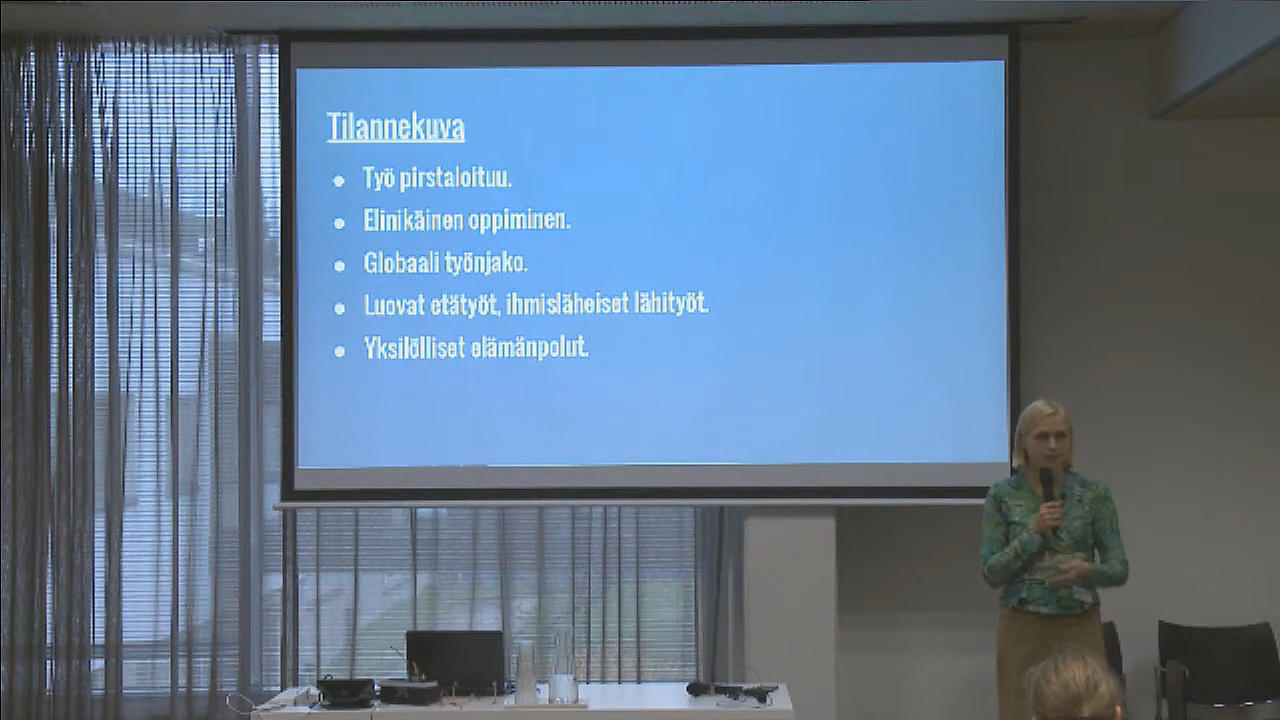 Tilannekuva
● Työ pirstaloituu.
● Elinikäinen oppiminen.
● Globaali työnjako.
● Luovat etätyöt, ihmisläheiset lähityöt.
● Yksilölliset elämänpolut.